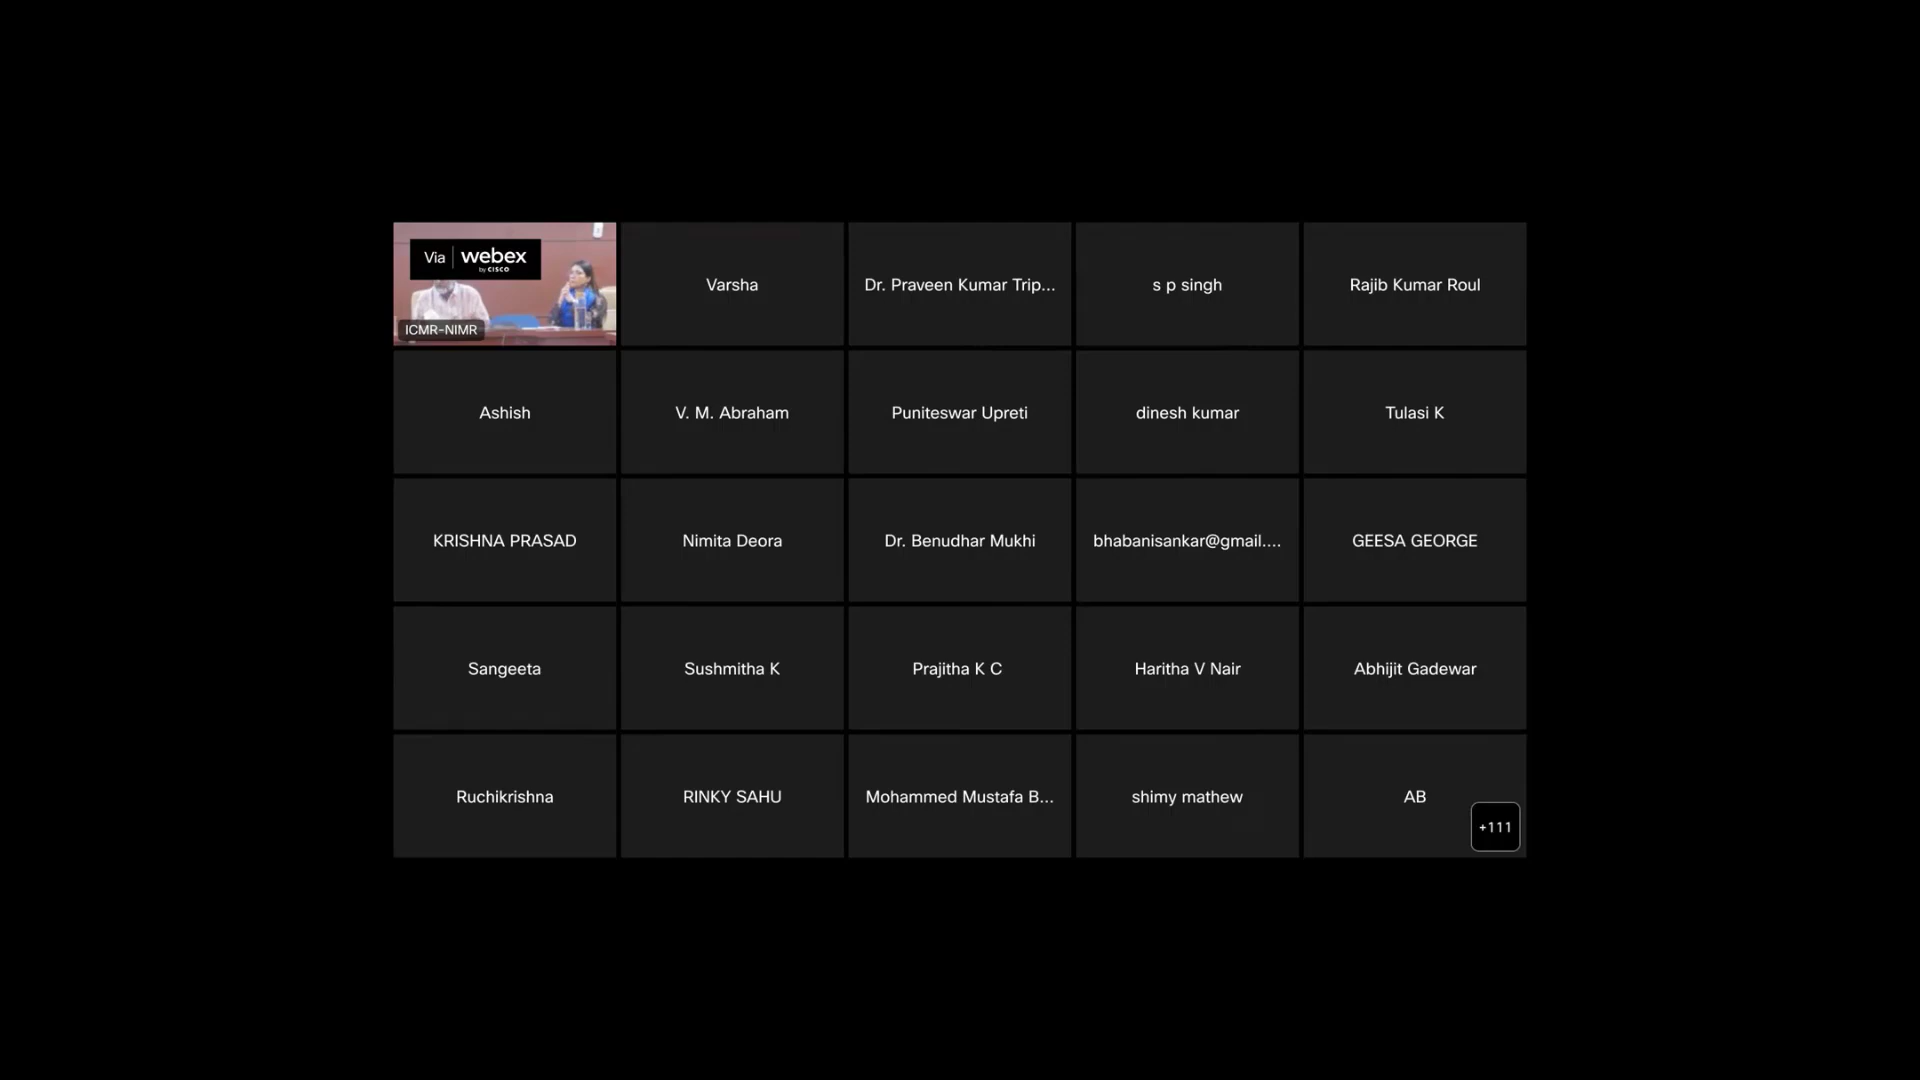 Via webex
by CISCO
ICMR-NIMR
Varsha
Dr. Praveen Kumar Trip...
s p singh
Rajib Kumar Roul
Ashish
V. M. Abraham
Puniteswar Upreti
dinesh kumar
Tulasi K
KRISHNA PRASAD
Nimita Deora
Dr. Benudhar Mukhi
bhabanisankar@gmail....
GEESA GEORGE
Sangeeta
Sushmitha K
Prajitha K C
Haritha V Nair
Abhijit Gadewar
Ruchikrishna
RINKY SAHU
Mohammed Mustafa B...
shimy mathew
AB
+111